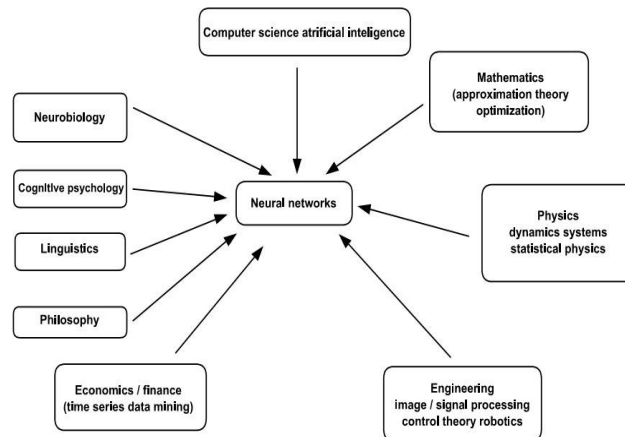 Computer science atrificial inteligence
Mathematics
(approximation theory
optimization)
Neurobiology
Cognitive psychology
Neural networks
Physics
dynamics systems
statistical physics
Linguistics
Philosophy
Economics / finance
(time series data mining)
Engineering
image / signal processing
control theory robotics